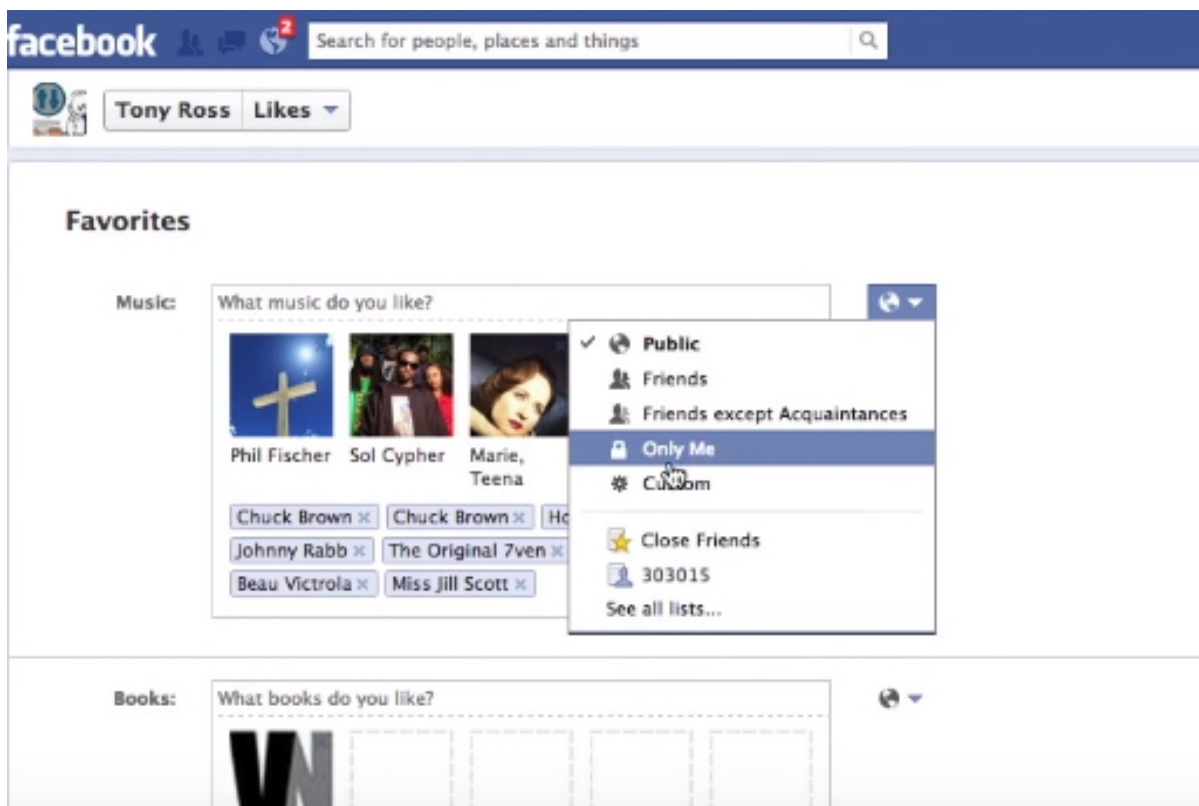 facebook
2
Search for people, places and things
Tony Ross
Likes
Favorites
Music:
What music do you like?
Phil Fischer
Sol Cypher
Marie,
Teena
Chuck Brown ×
Chuck Brown ×
Johnny Rabb ×
The Original 7ven ×
Beau Victrola ×
Miss Jill Scott ×
Public
Friends
Friends except Acquaintances
Only Me
Custom
Close Friends
303015
See all lists...
Books:
What books do you like?